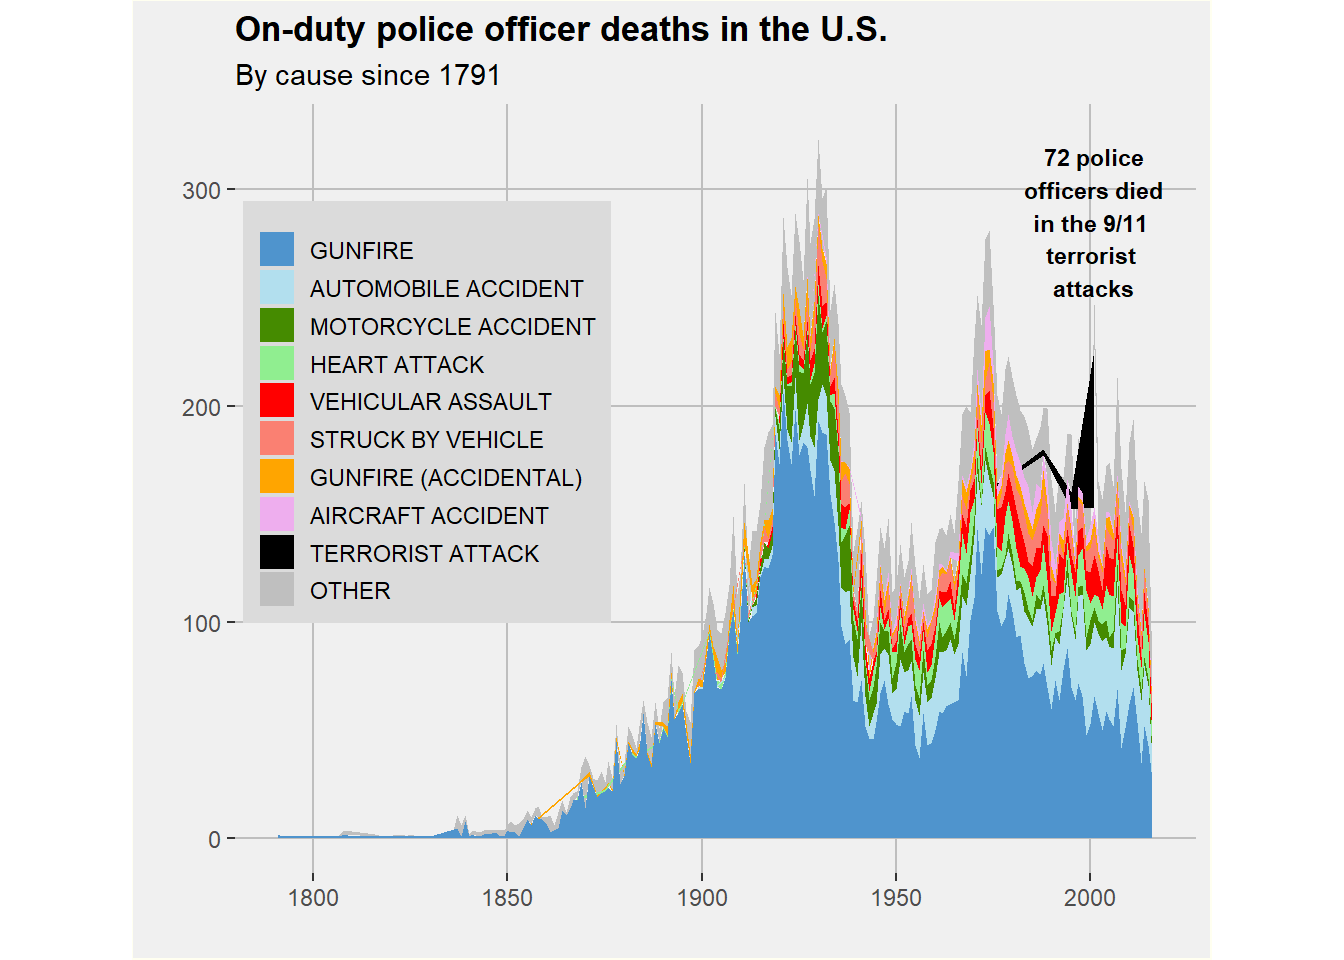 On-duty police officer deaths in the U.S.
By cause since 1791
72 police
officers died
in the 9/11
terrorist
attacks
300
200
100
0
GUNFIRE
AUTOMOBILE ACCIDENT
MOTORCYCLE ACCIDENT
HEART ATTACK
VEHICULAR ASSAULT
STRUCK BY VEHICLE
GUNFIRE (ACCIDENTAL)
AIRCRAFT ACCIDENT
TERRORIST ATTACK
OTHER
1800 1850 1900 1950 2000